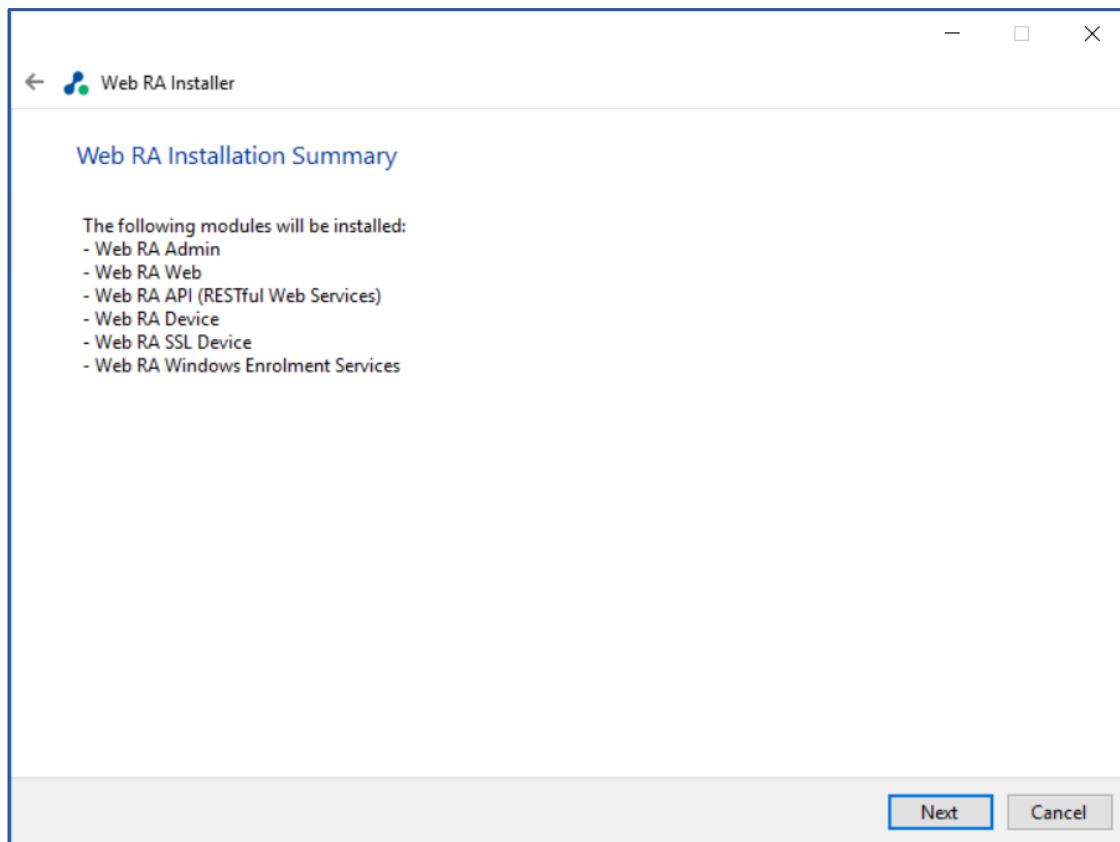 Web RA Installer
Web RA Installation Summary
The following modules will be installed:
- Web RA Admin
- Web RA Web
- Web RA API (RESTful Web Services)
- Web RA Device
- Web RA SSL Device
- Web RA Windows Enrolment Services
Next
Cancel